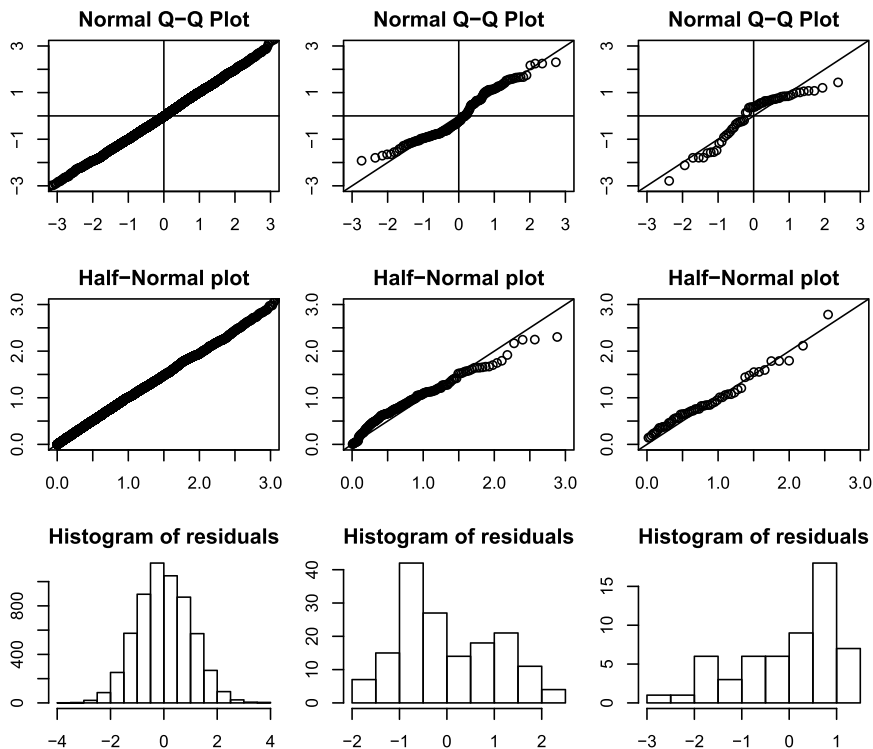 Normal Q−Q Plot Normal Q−Q Plot Normal Q−Q Plot
3 3 3
1 1 1
−1 −1 −1
−3 −3 −3
−3 −2 −1 0 1 2 3 −3 −2 −1 0 1 2 3 −3 −2 −1 0 1 2 3
Half−Normal plot Half−Normal plot Half−Normal plot
3.0 3.0 3.0
2.0 2.0 2.0
1.0 1.0 1.0
0.0 0.0 0.0
0.0 1.0 2.0 3.0 0.0 1.0 2.0 3.0 0.0 1.0 2.0 3.0
Histogram of residuals Histogram of residuals Histogram of residuals
800 40 15
400 30 10
0 20 5
10 0
0
−4 −2 0 2 4 −2 −1 0 1 2 −3 −2 −1 0 1